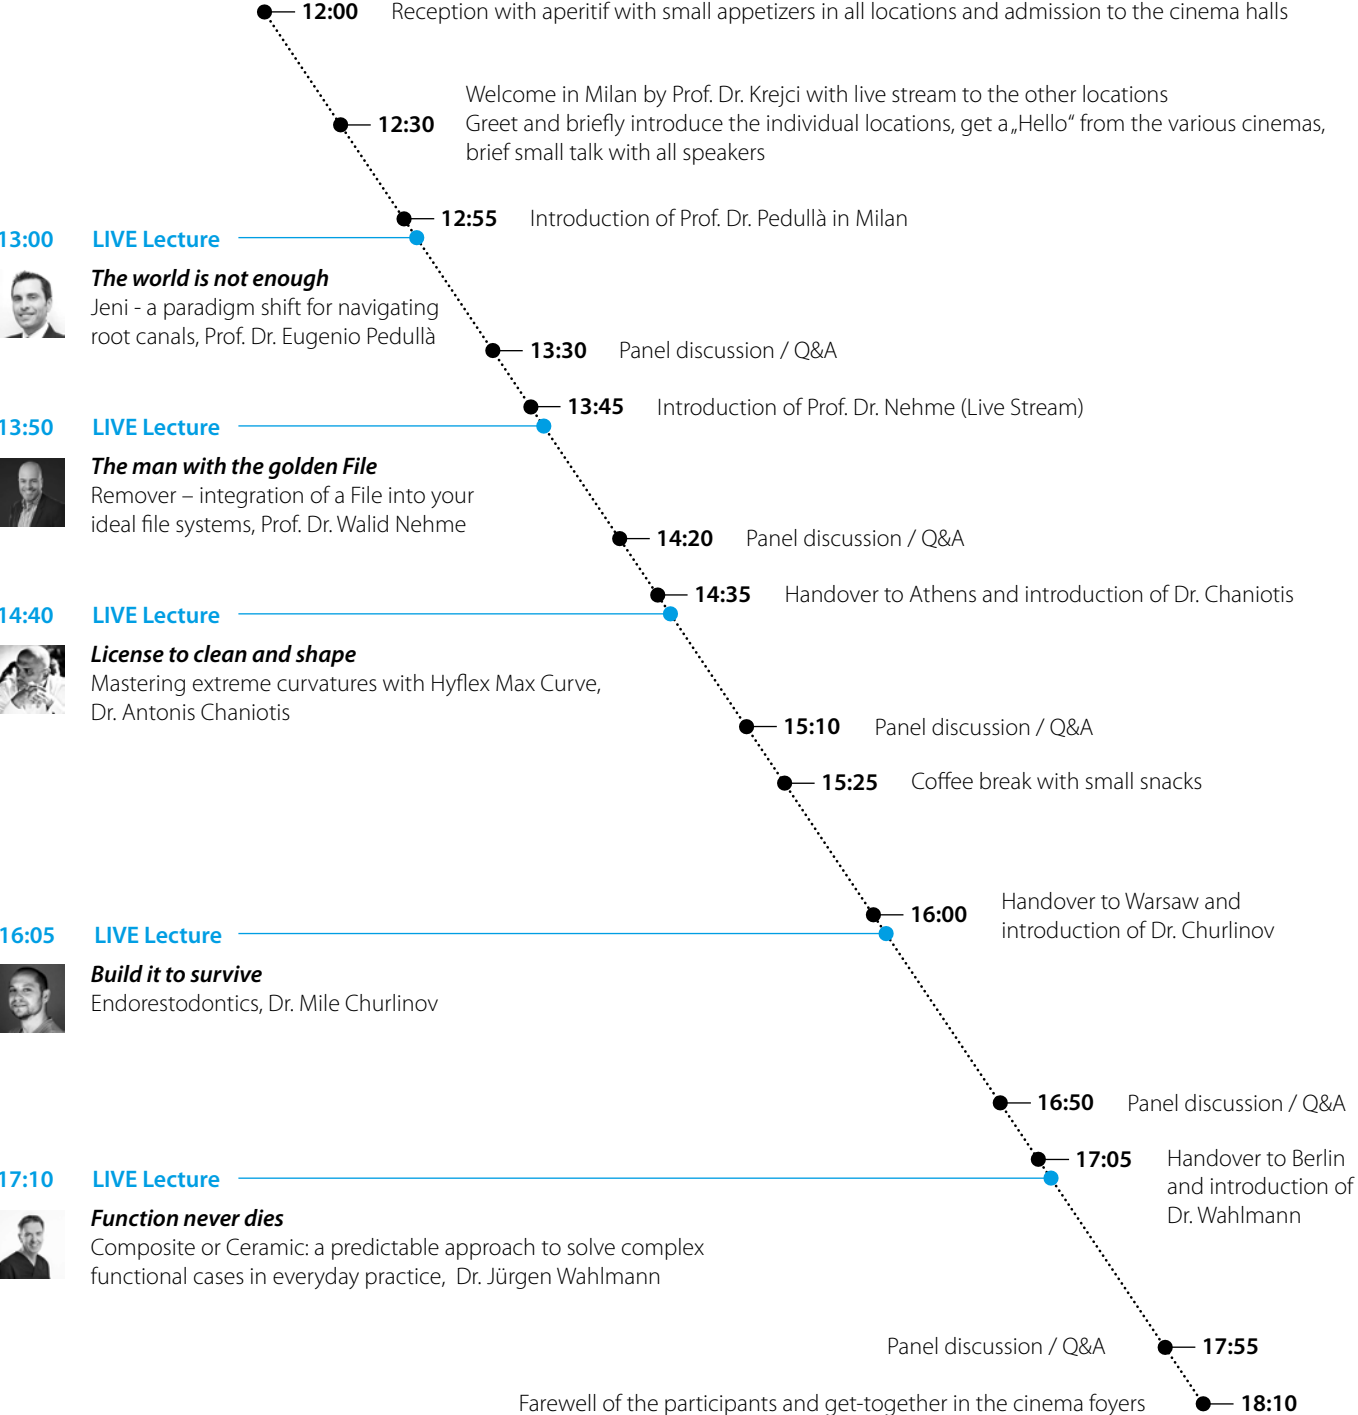 12:00 Reception with aperitif with small appetizers in all locations and admission to the cinema halls
Welcome in Milan by Prof. Dr. Krejci with live stream to the other locations
12:30 Greet and briefly introduce the individual locations, get a „Hello“ from the various cinemas,
brief small talk with all speakers
12:55 Introduction of Prof. Dr. Pedullà in Milan
13:00 LIVE Lecture
The world is not enough
Jeni - a paradigm shift for navigating
root canals, Prof. Dr. Eugenio Pedullà
13:30 Panel discussion / Q&A
13:45 Introduction of Prof. Dr. Nehme (Live Stream)
13:50 LIVE Lecture
The man with the golden File
Remover – integration of a File into your
ideal file systems, Prof. Dr. Walid Nehme
14:20 Panel discussion / Q&A
14:35 Handover to Athens and introduction of Dr. Chaniotis
14:40 LIVE Lecture
License to clean and shape
Mastering extreme curvatures with Hyflex Max Curve,
Dr. Antonis Chaniotis
15:10 Panel discussion / Q&A
15:25 Coffee break with small snacks
16:00 Handover to Warsaw and
introduction of Dr. Churlinov
16:05 LIVE Lecture
Build it to survive
Endorestodontics, Dr. Mile Churlinov
16:50 Panel discussion / Q&A
17:05 Handover to Berlin
and introduction of
Dr. Wahlmann
17:10 LIVE Lecture
Function never dies
Composite or Ceramic: a predictable approach to solve complex
functional cases in everyday practice, Dr. Jürgen Wahlmann
Panel discussion / Q&A 17:55
Farewell of the participants and get-together in the cinema foyers 18:10